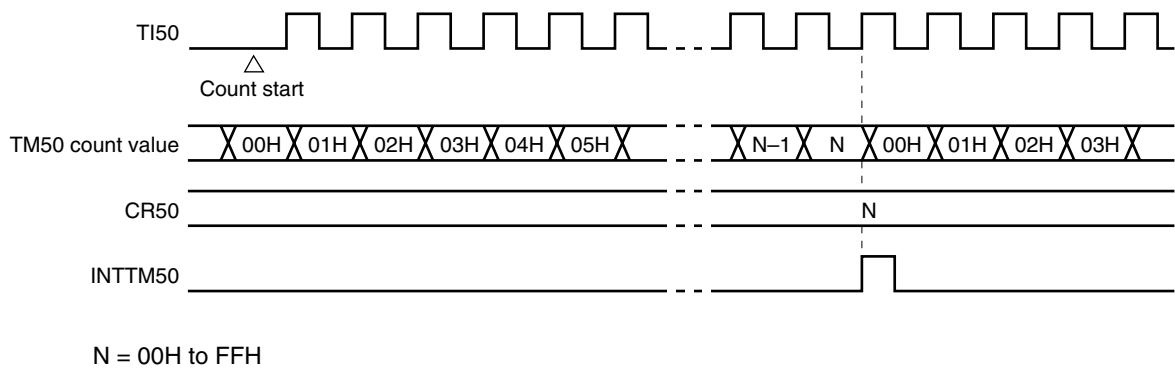 TI50
Count start
TM50 count value 00H 01H 02H 03H 04H 05H N–1 N 00H 01H 02H 03H
CR50 N
INTTM50
N = 00H to FFH